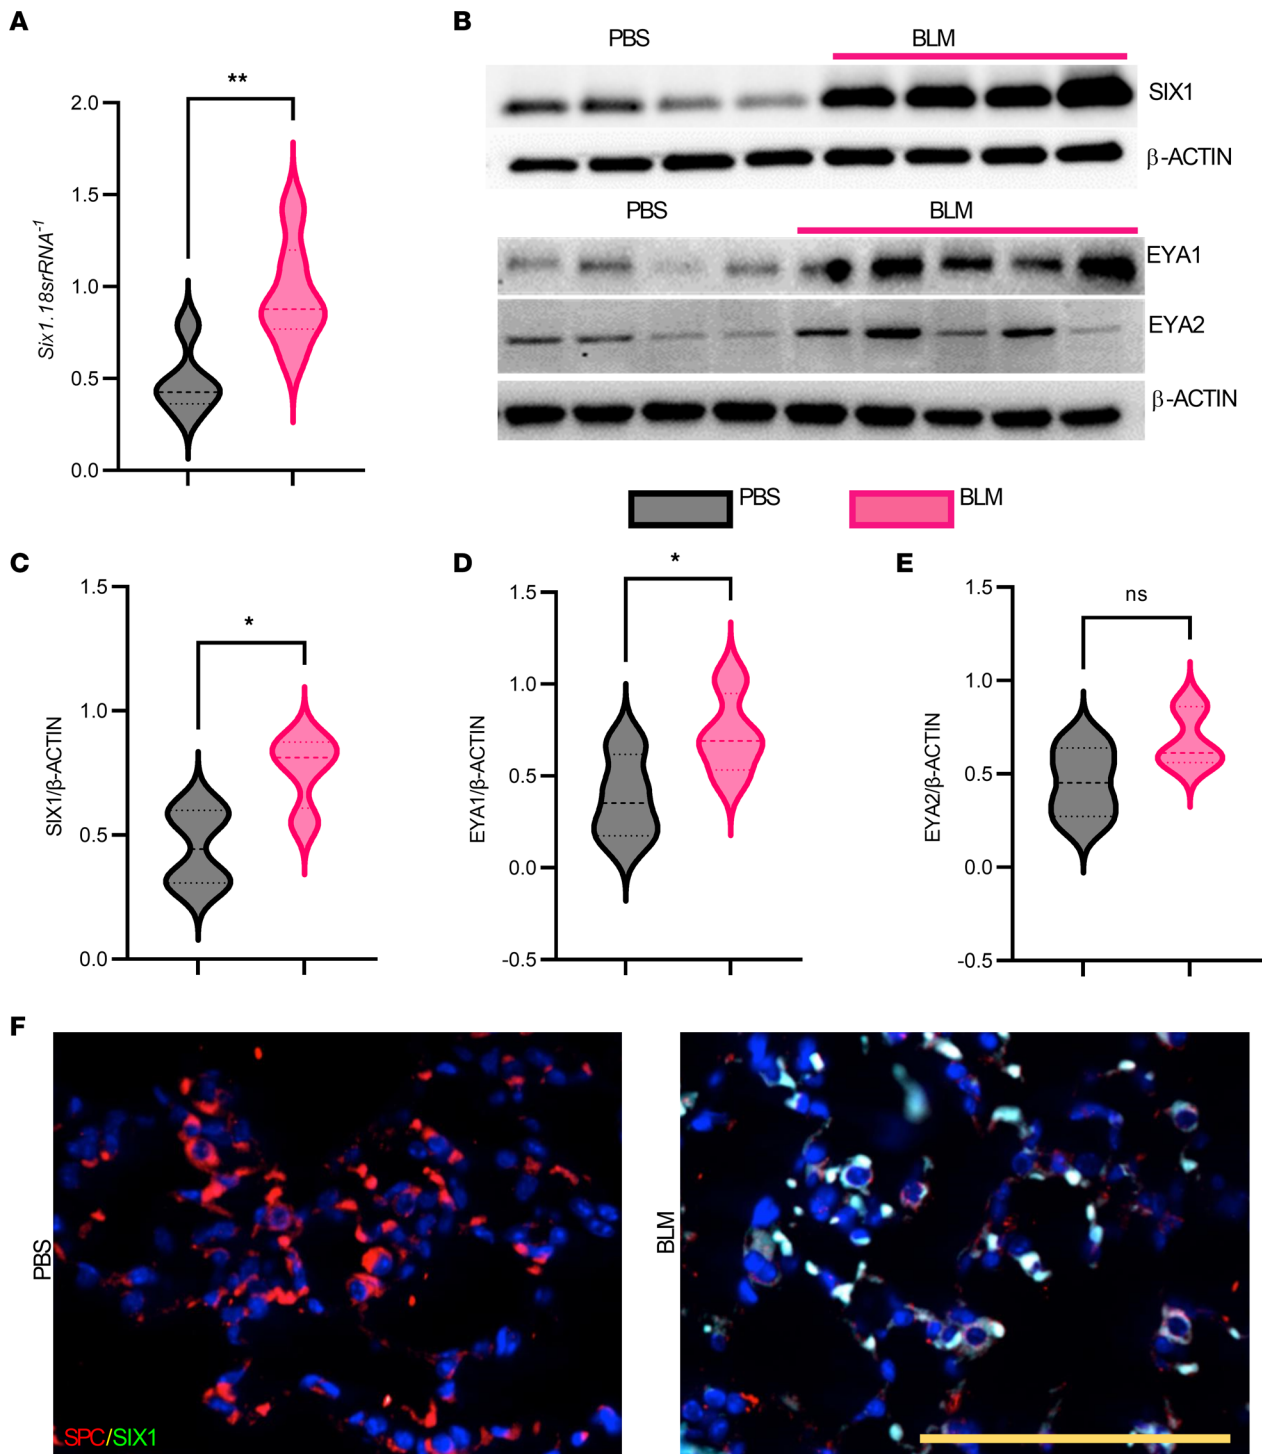 A
**
2.0
1.5
1.0
0.5
0.0
Six1.18srRNA⁻¹
B
PBS BLM
SIX1
β-ACTIN
PBS BLM
EYA1
EYA2
β-ACTIN
PBS BLM
C
*
1.5
1.0
0.5
0.0
SIX1/β-ACTIN
D
*
1.5
1.0
0.5
0.0
-0.5
EYA1/β-ACTIN
E
ns
1.5
1.0
0.5
0.0
-0.5
EYA2/β-ACTIN
F
PBS
SPC/SIX1
BLM